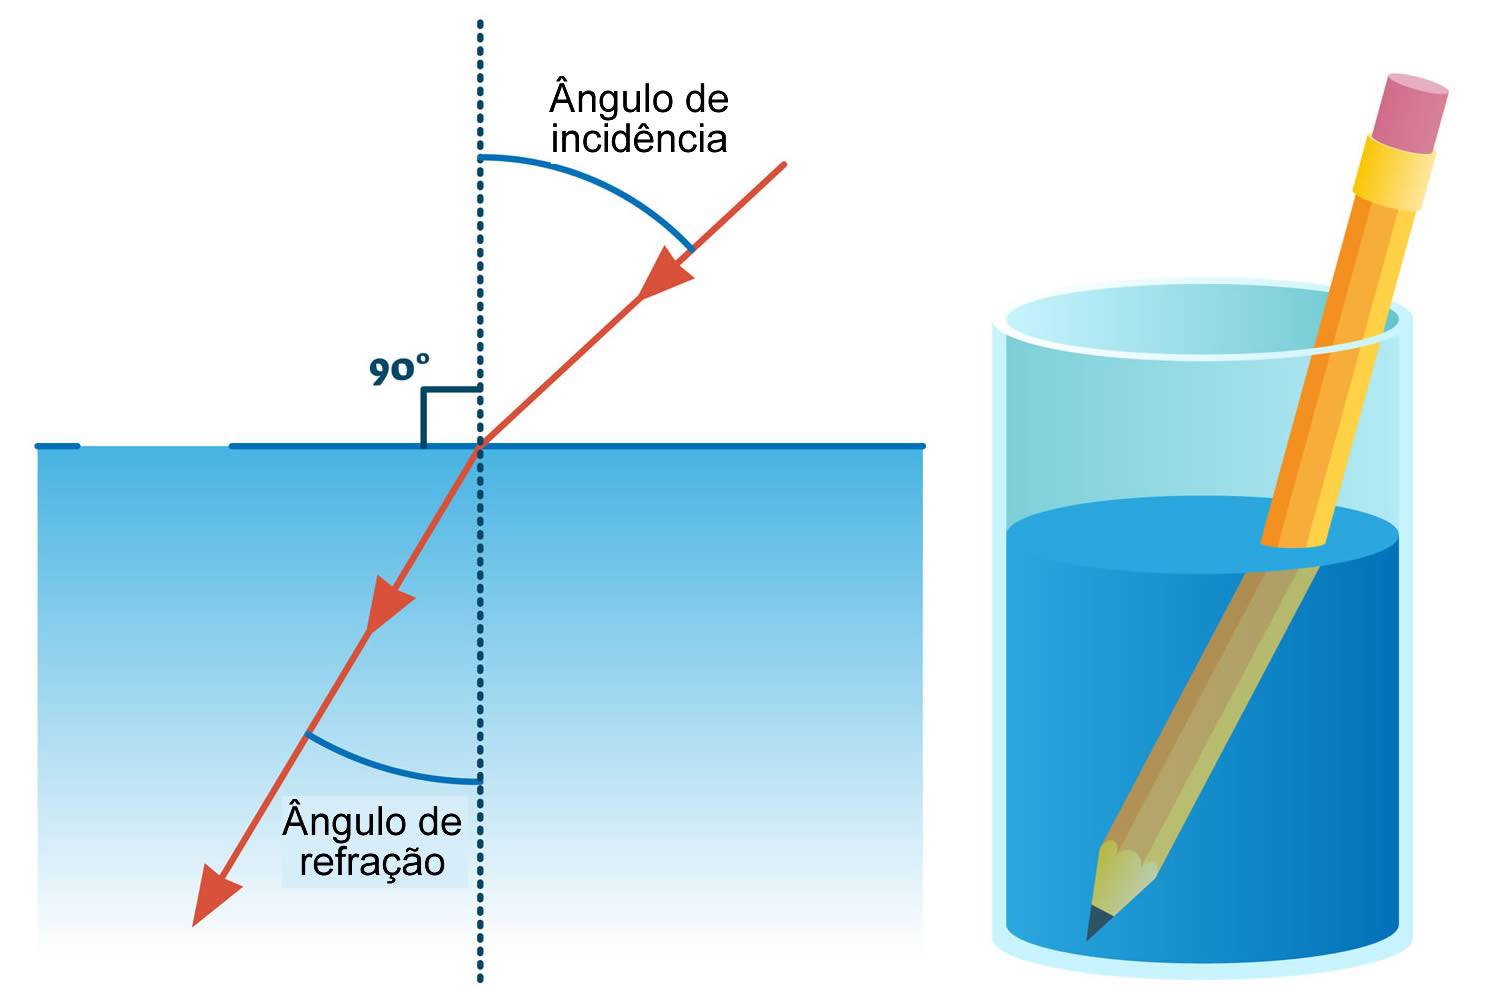 Ângulo de
incidência
90°
Ângulo de
refração